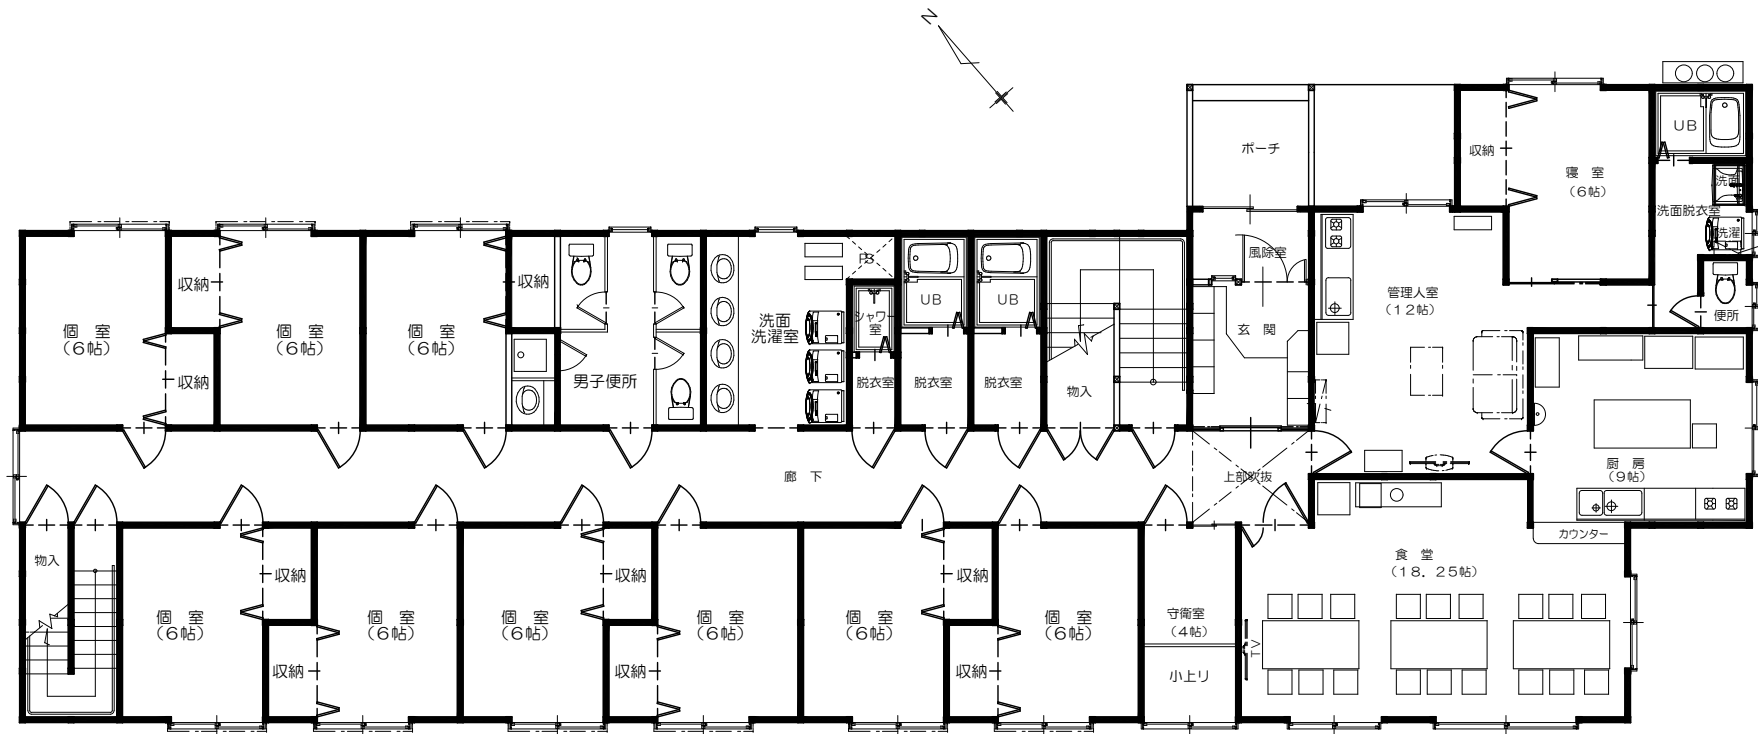 N
ポーチ
収納
寝 室
(6帖)
UB
洗面
洗面脱衣室
洗濯
便所
風除室
管理人室
(12帖)
玄 関
個 室
(6帖)
収納
収納
個 室
(6帖)
個 室
(6帖)
収納
男子便所
洗面
洗濯室
PS
シャワー
室
脱衣室
UB
脱衣室
UB
脱衣室
物入
廊 下
上部吹抜
厨 房
(9帖)
カウンター
食 堂
(18.25帖)
TV
物入
個 室
(6帖)
収納
収納
個 室
(6帖)
個 室
(6帖)
収納
収納
個 室
(6帖)
個 室
(6帖)
収納
収納
個 室
(6帖)
守衛室
(4帖)
小上り